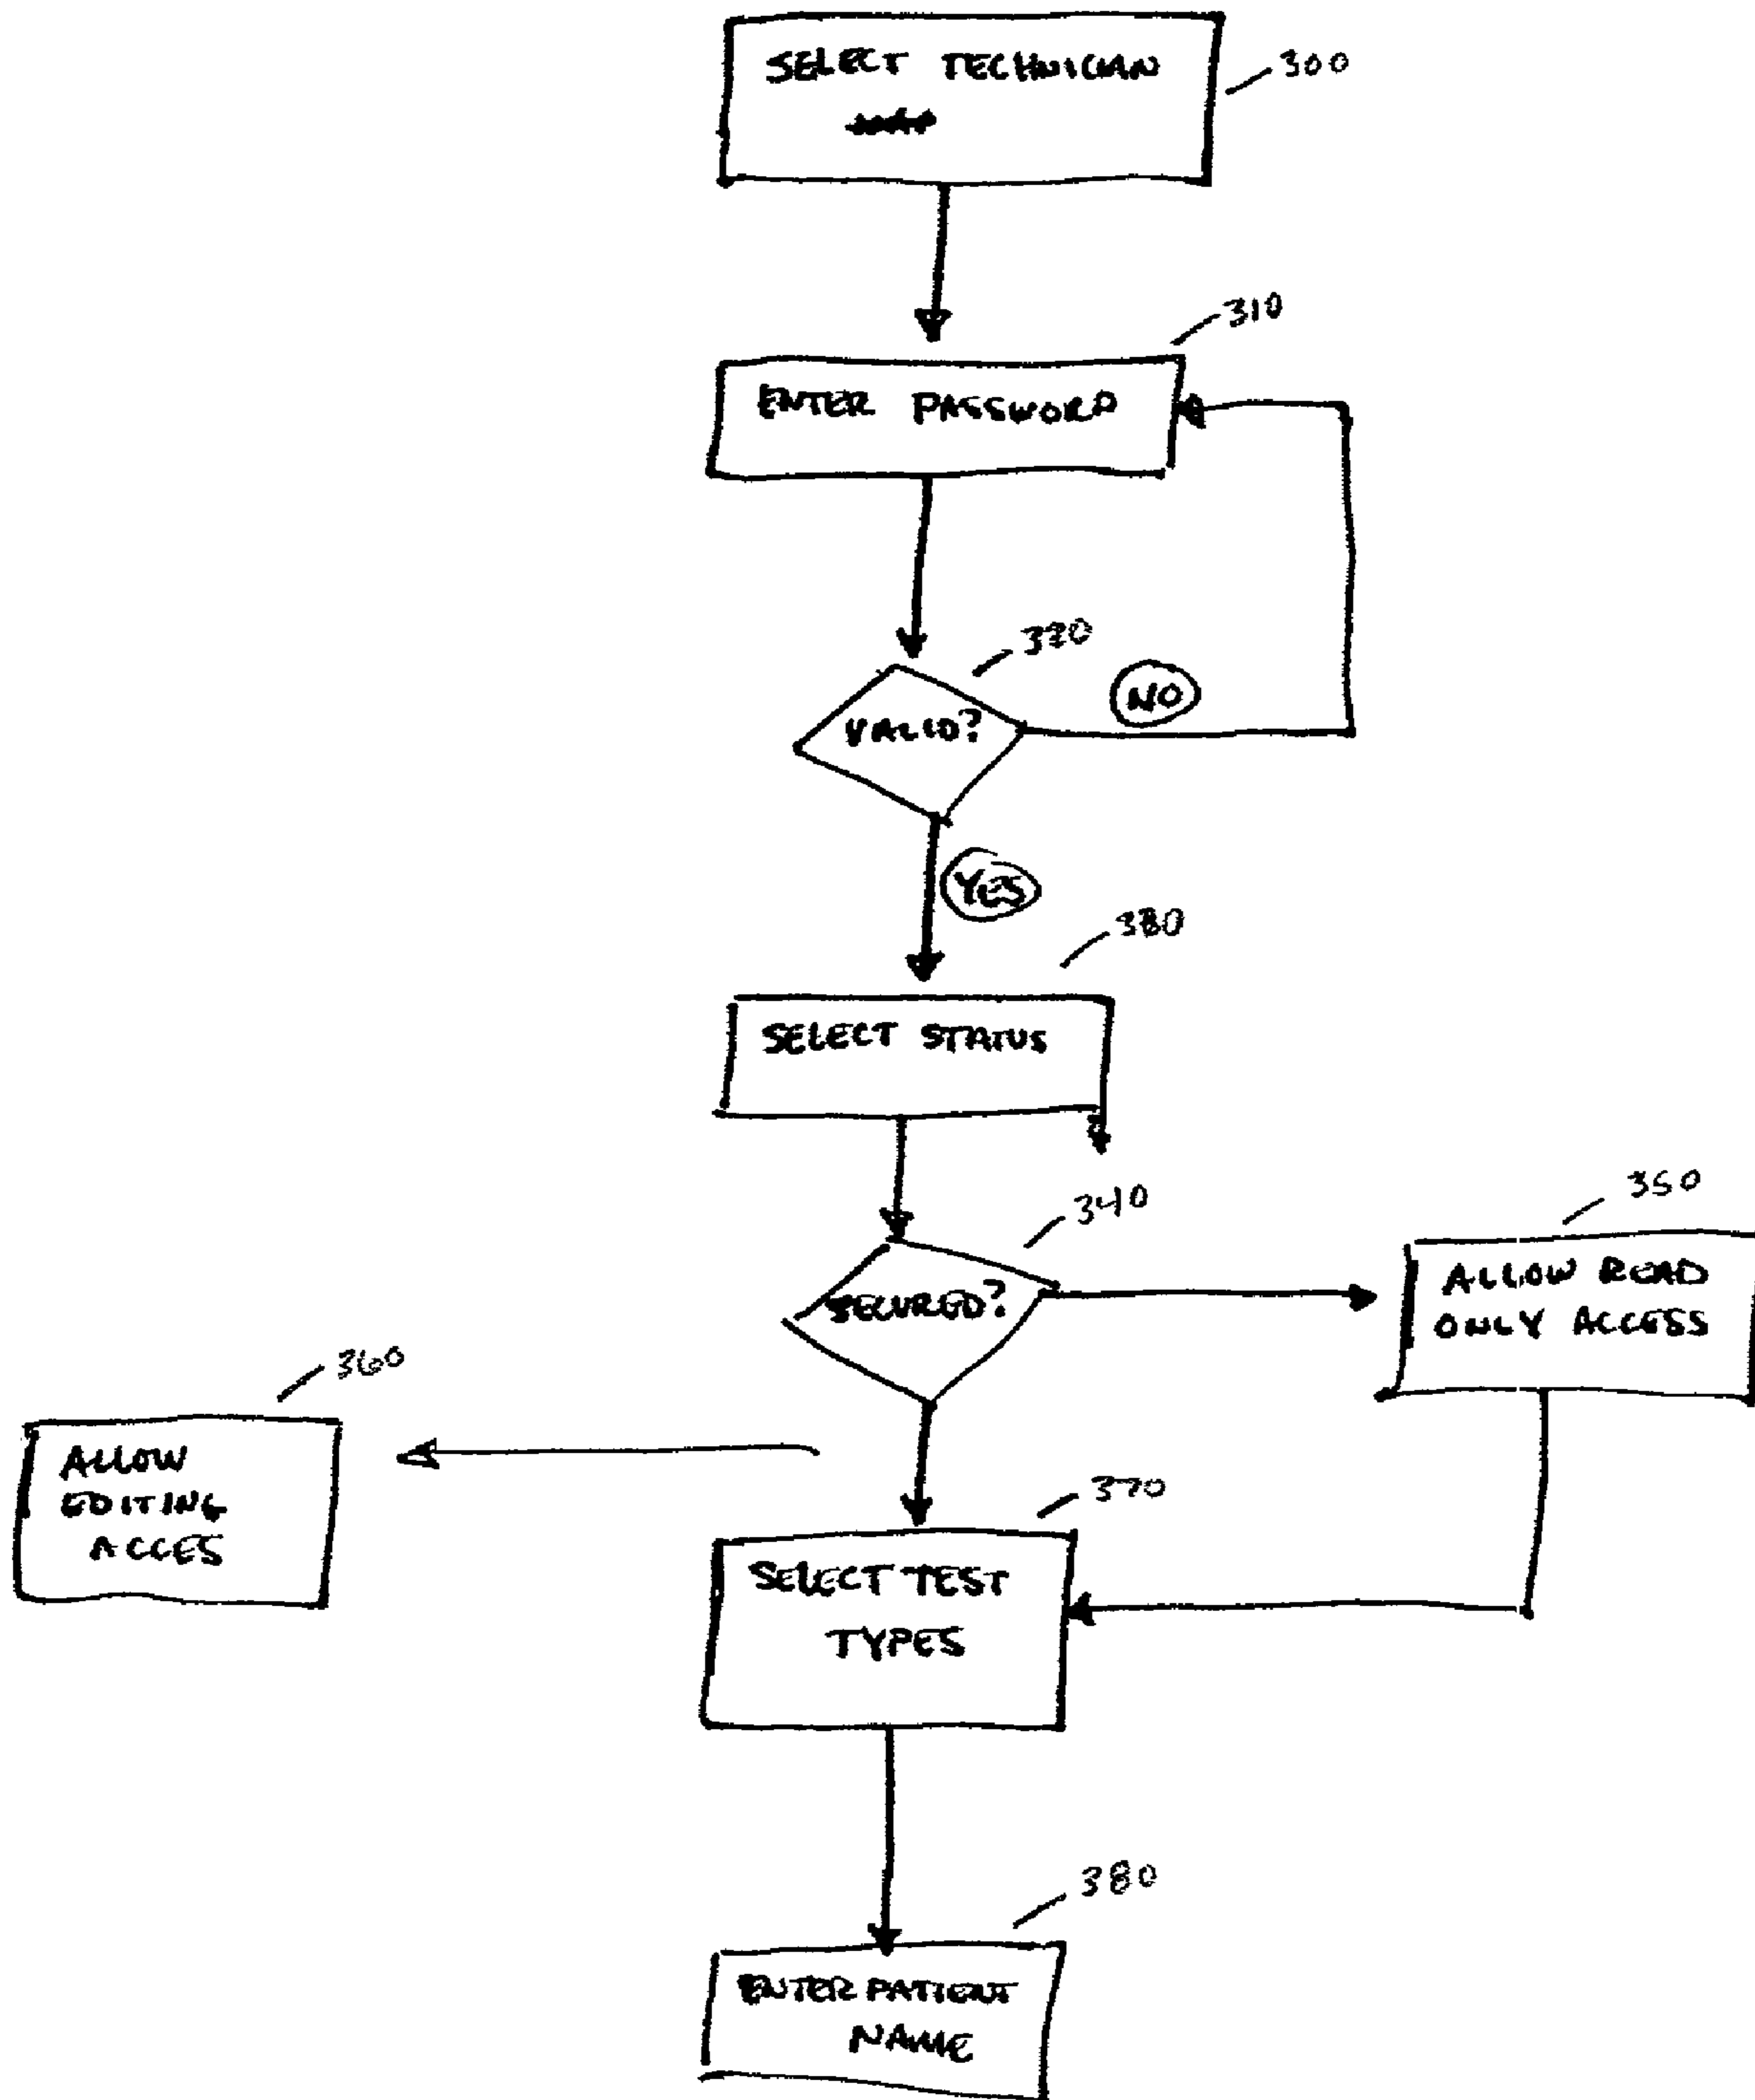 SELECT TECHNICIAN
300
310
ENTER PASSWORD
320
NO
VALID?
YES
330
SELECT STATUS
340
350
SECURED?
ALLOW READ
ONLY ACCESS
360
ALLOW
EDITING
ACCES
370
SELECT TEST
TYPES
380
ENTER PATIENT
NAME